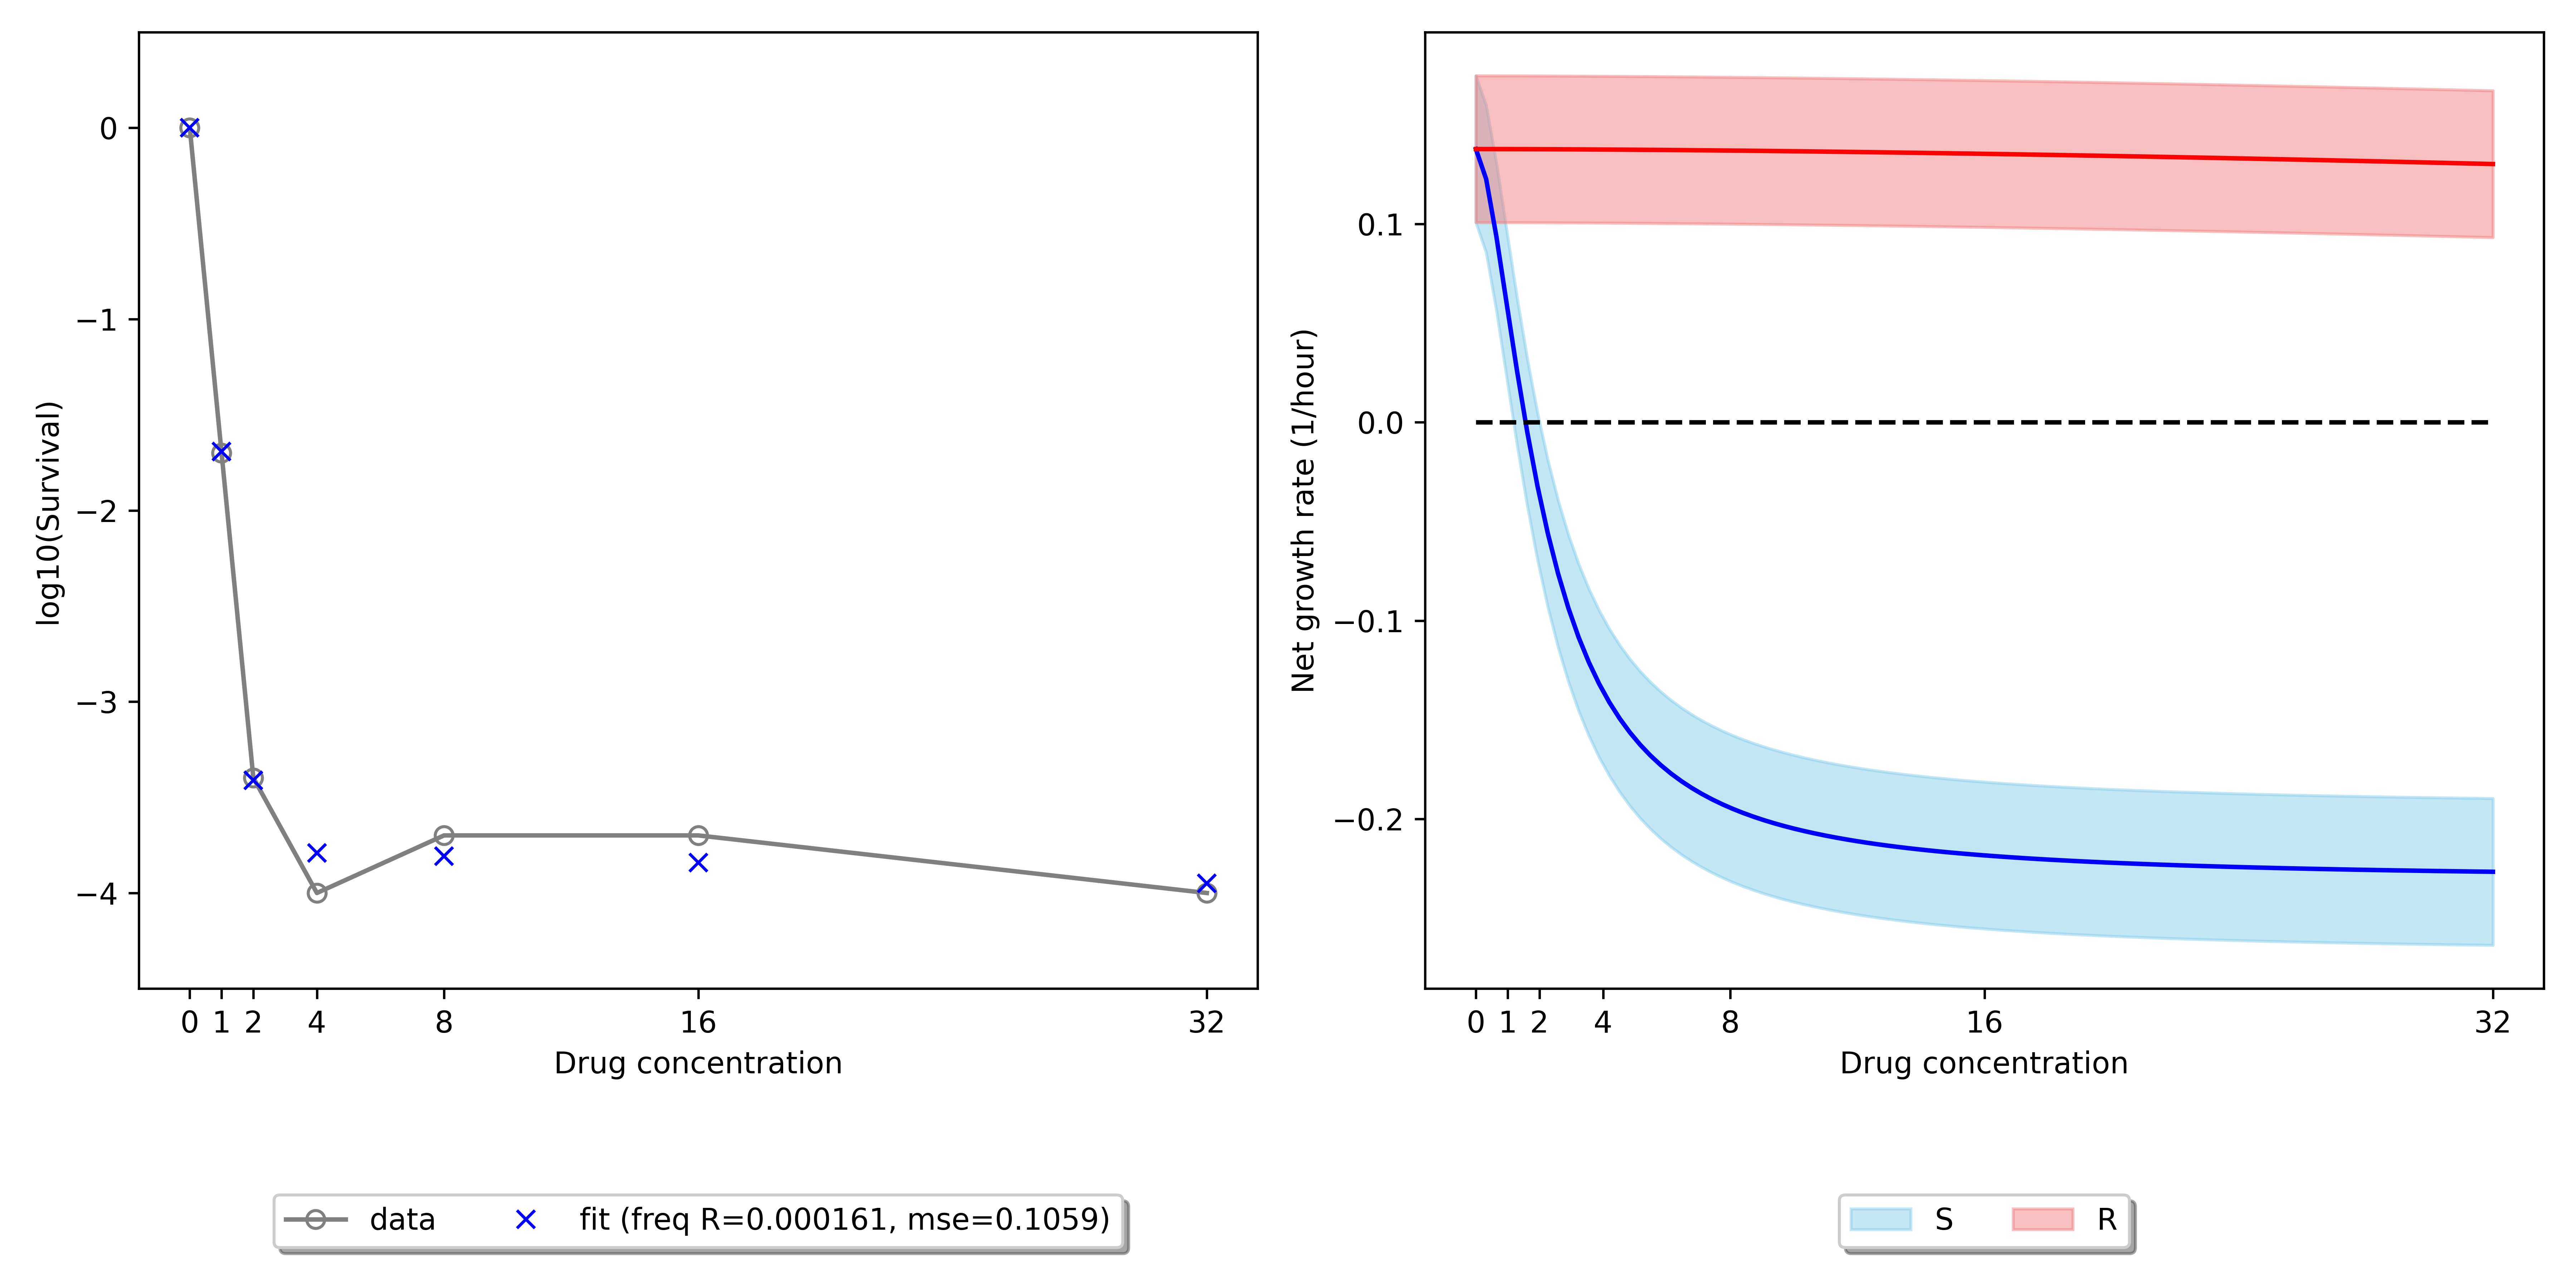 0
−1
−2
−3
−4
log10(Survival)
0 1 2 4 8 16 32
Drug concentration
data fit (freq R=0.000161, mse=0.1059)
0.1
0.0
−0.1
−0.2
Net growth rate (1/hour)
0 1 2 4 8 16 32
Drug concentration
S R